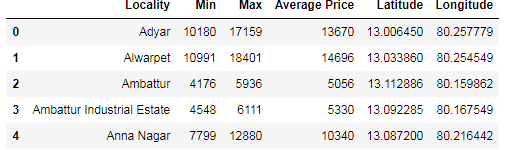 Locality Min Max Average Price Latitude Longitude
0 Adyar 10180 17159 13670 13.006450 80.257779
1 Alwarpet 10991 18401 14696 13.033860 80.254549
2 Ambattur 4176 5936 5056 13.112886 80.159862
3 Ambattur Industrial Estate 4548 6111 5330 13.092285 80.167549
4 Anna Nagar 7799 12880 10340 13.087200 80.216442